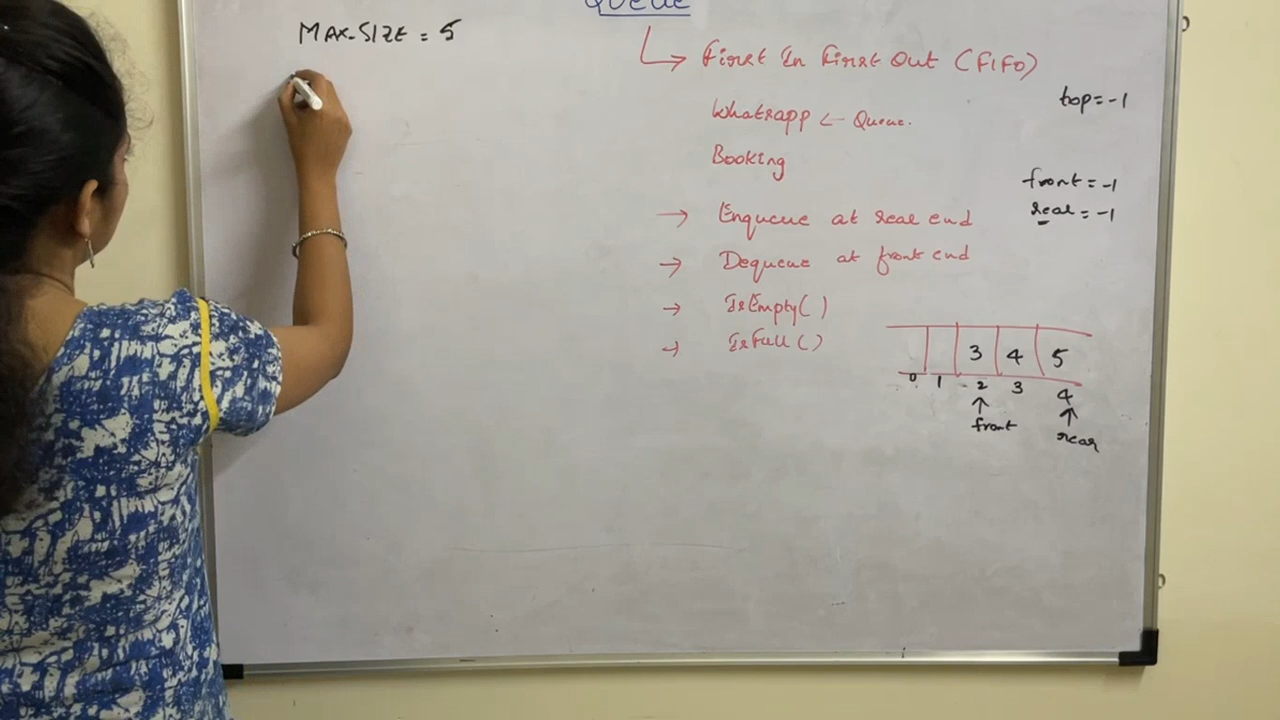 Queue
MAX-SIZE = 5
First In First Out (FIFO)
top = -1
Whatsapp ← Queue.
Booking
front = -1
rear = -1
→ Enqueue at rear end
→ Dequeue at front end
→ IsEmpty( )
→ IsFull ( )
3 4 5
0 1 2 3 4
↑ ↑
front rear